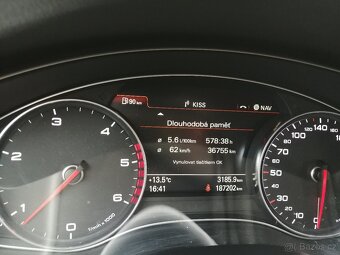 90 km KISS NAV
Dlouhodobá paměť
ø 5.6 l/100km 578:38 h
ø 62 km/h 36755 km
Vynulovat tlačítkem OK
+13.5°C 3185.9 km
16:41 187202 km
1 2 3 4 5 6
1/min x 1000
0 10 20 30 40 60 80 100 120 140 160